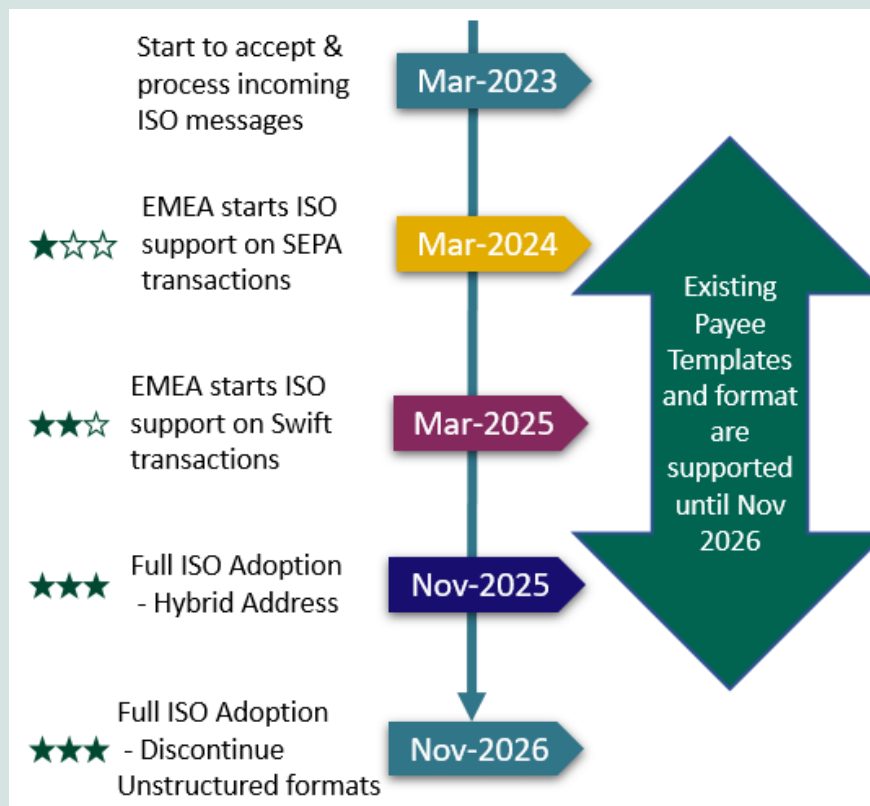 Start to accept &
process incoming
ISO messages
Mar-2023
EMEA starts ISO
support on SEPA
transactions
Mar-2024
EMEA starts ISO
support on Swift
transactions
Mar-2025
Full ISO Adoption
- Hybrid Address
Nov-2025
Full ISO Adoption
- Discontinue
Unstructured formats
Nov-2026
Existing
Payee
Templates
and format
are
supported
until Nov
2026